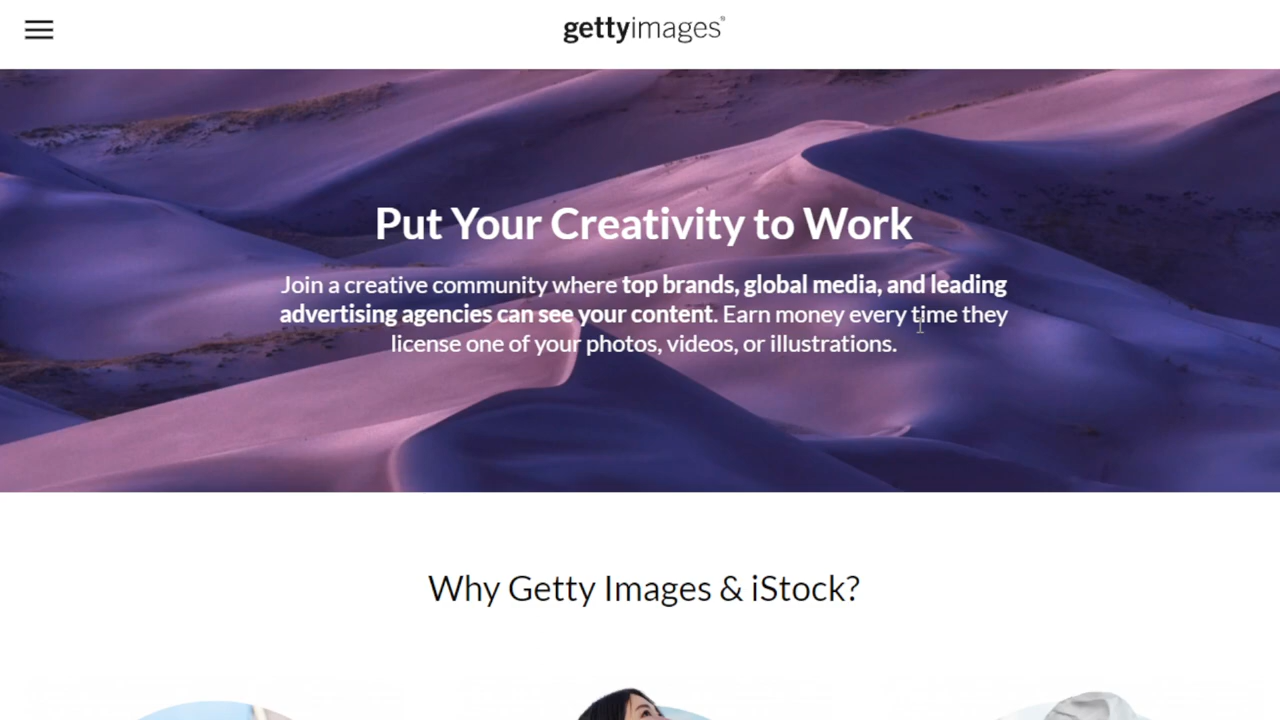 gettyimages®
Put Your Creativity to Work
Join a creative community where top brands, global media, and leading
advertising agencies can see your content. Earn money every time they
license one of your photos, videos, or illustrations.
Why Getty Images & iStock?